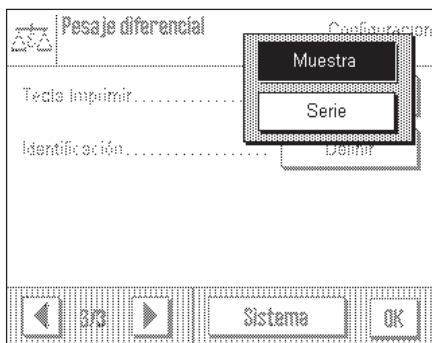 Pesaje diferencial
Configuración
Muestra
Tecla Imprimir
Serie
Identificación
Definir
3/3
Sistema
OK